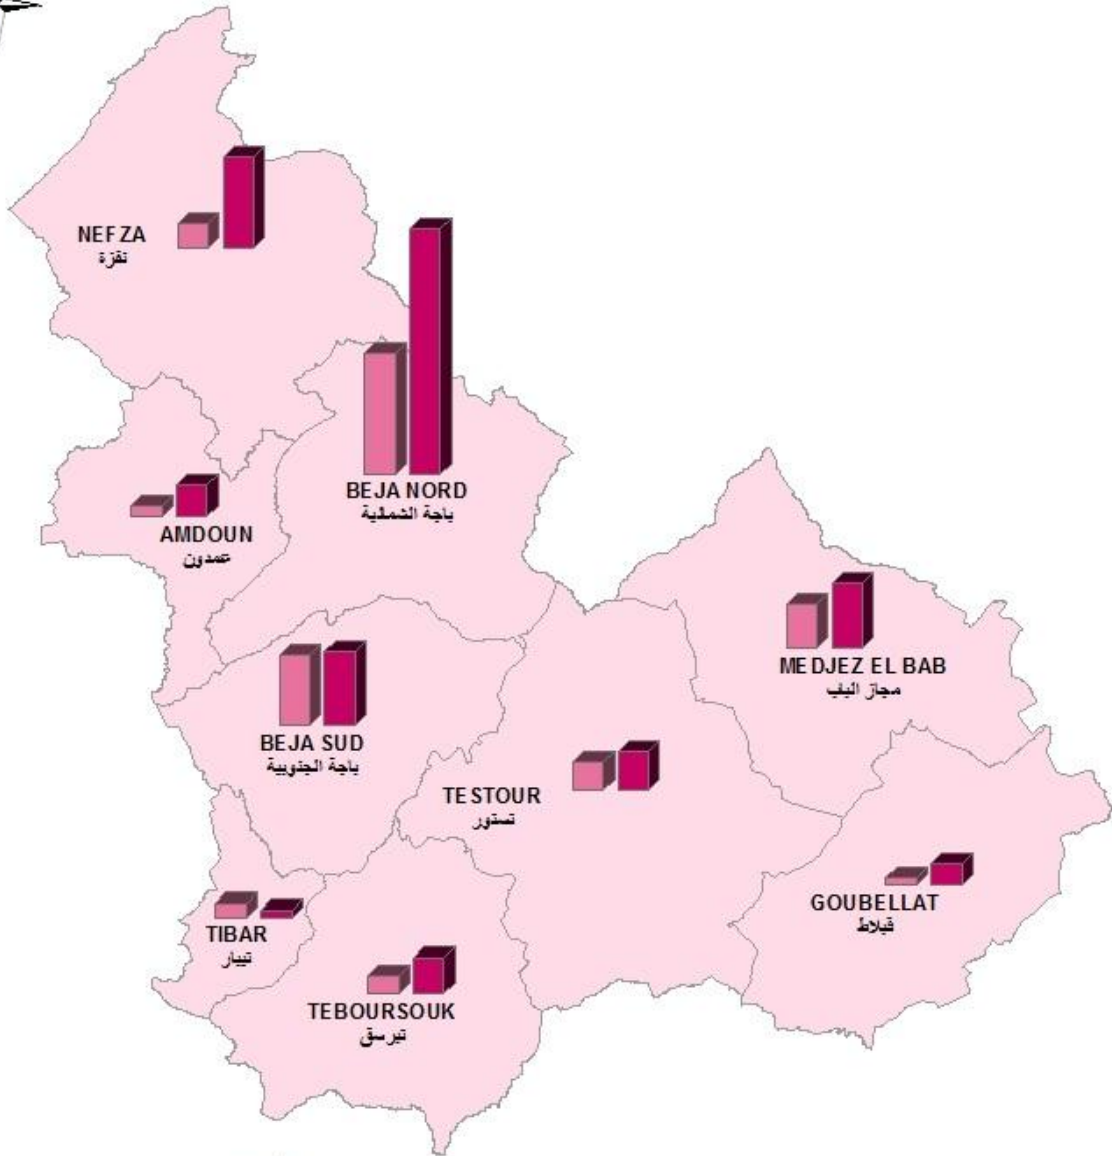 NEFZA
نفزة
BEJA NORD
باجة الشمالية
AMDOUN
عمدون
MEDJEZ EL BAB
مجاز الباب
BEJA SUD
باجة الجنوبية
TESTOUR
تستور
GOUBELLAT
قبلاط
TIBAR
تيبار
TEBOURSOUK
تبرسق